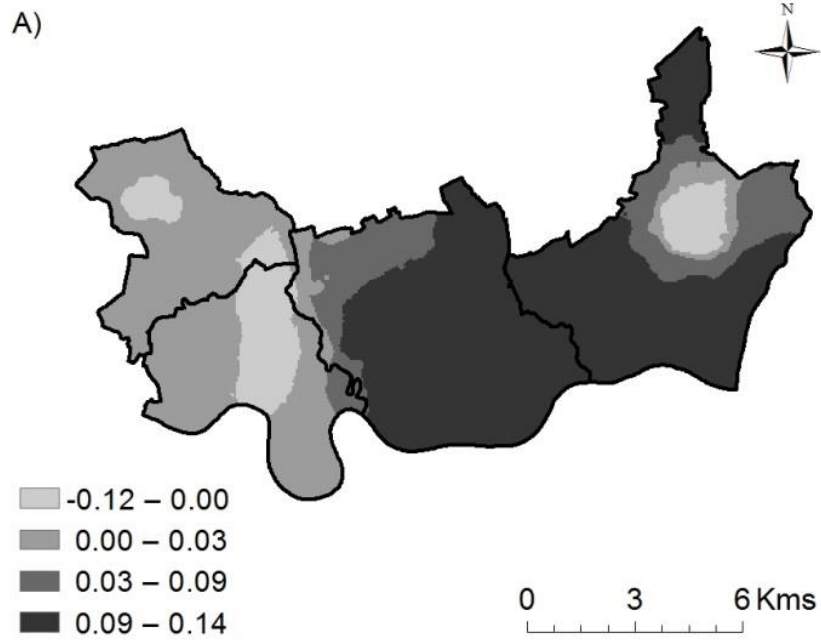 A)
N
-0.12 – 0.00
0.00 – 0.03
0.03 – 0.09
0.09 – 0.14
0 3 6 Kms